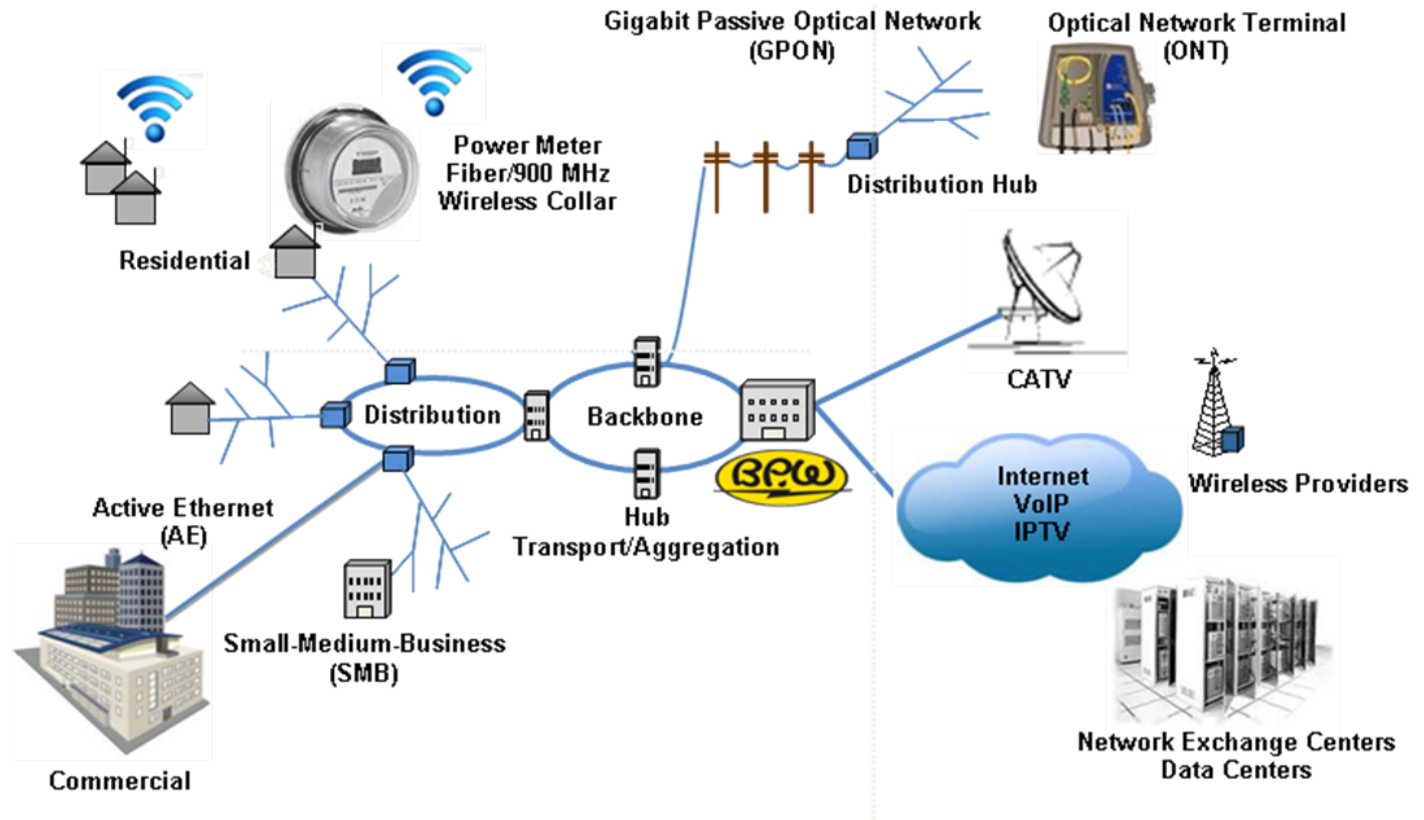 Gigabit Passive Optical Network
(GPON)
Optical Network Terminal
(ONT)
Power Meter
Fiber/900 MHz
Wireless Collar
Distribution Hub
Residential
CATV
Distribution
Backbone
BPW
Internet
VoIP
IPTV
Wireless Providers
Active Ethernet
(AE)
Hub
Transport/Aggregation
Small-Medium-Business
(SMB)
Commercial
Network Exchange Centers
Data Centers